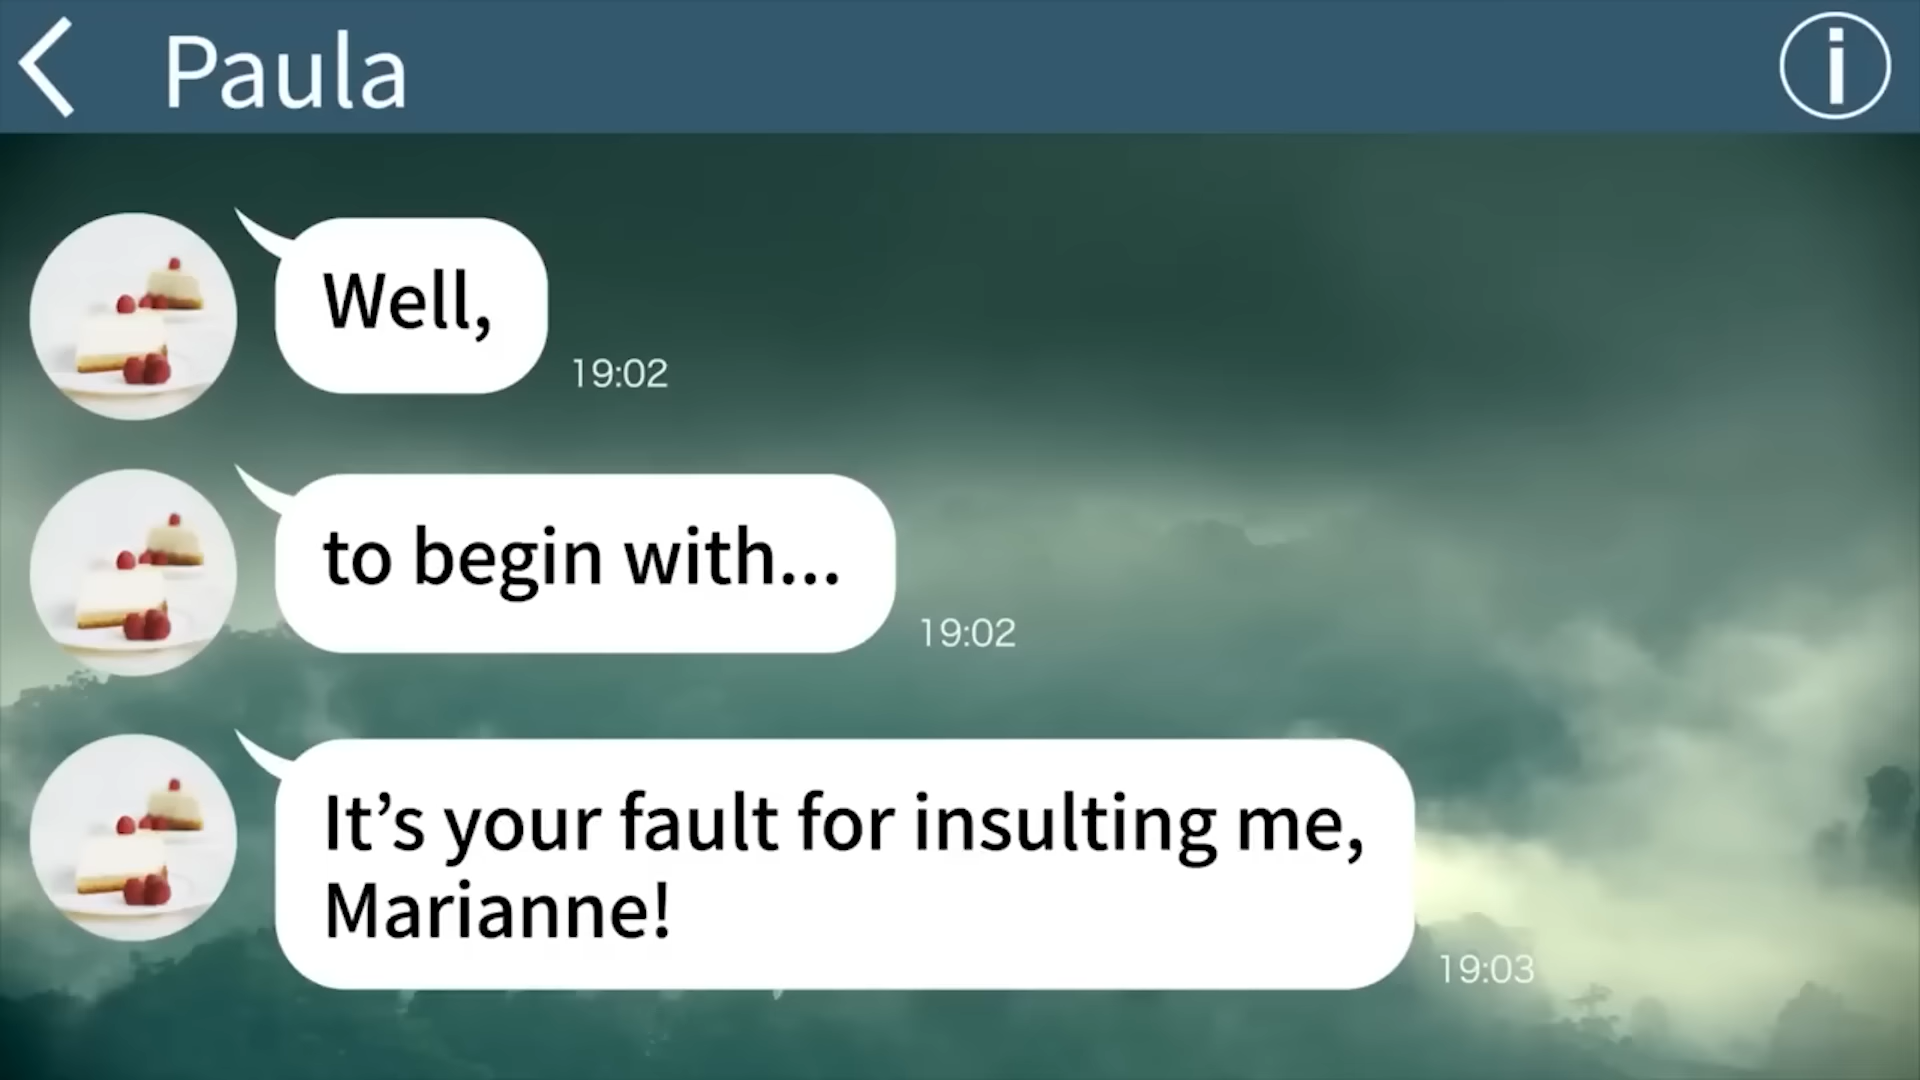 Paula
Well,
19:02
to begin with...
19:02
It’s your fault for insulting me,
Marianne!
19:03